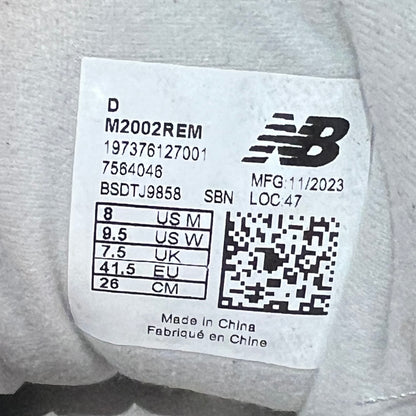 D
M2002REM
197376127001
7564046
BSDTJ9858 SBN
NB
MFG:11/2023
LOC:47
8 US M
9.5 US W
7.5 UK
41.5 EU
26 CM
Made in China
Fabriqué en Chine